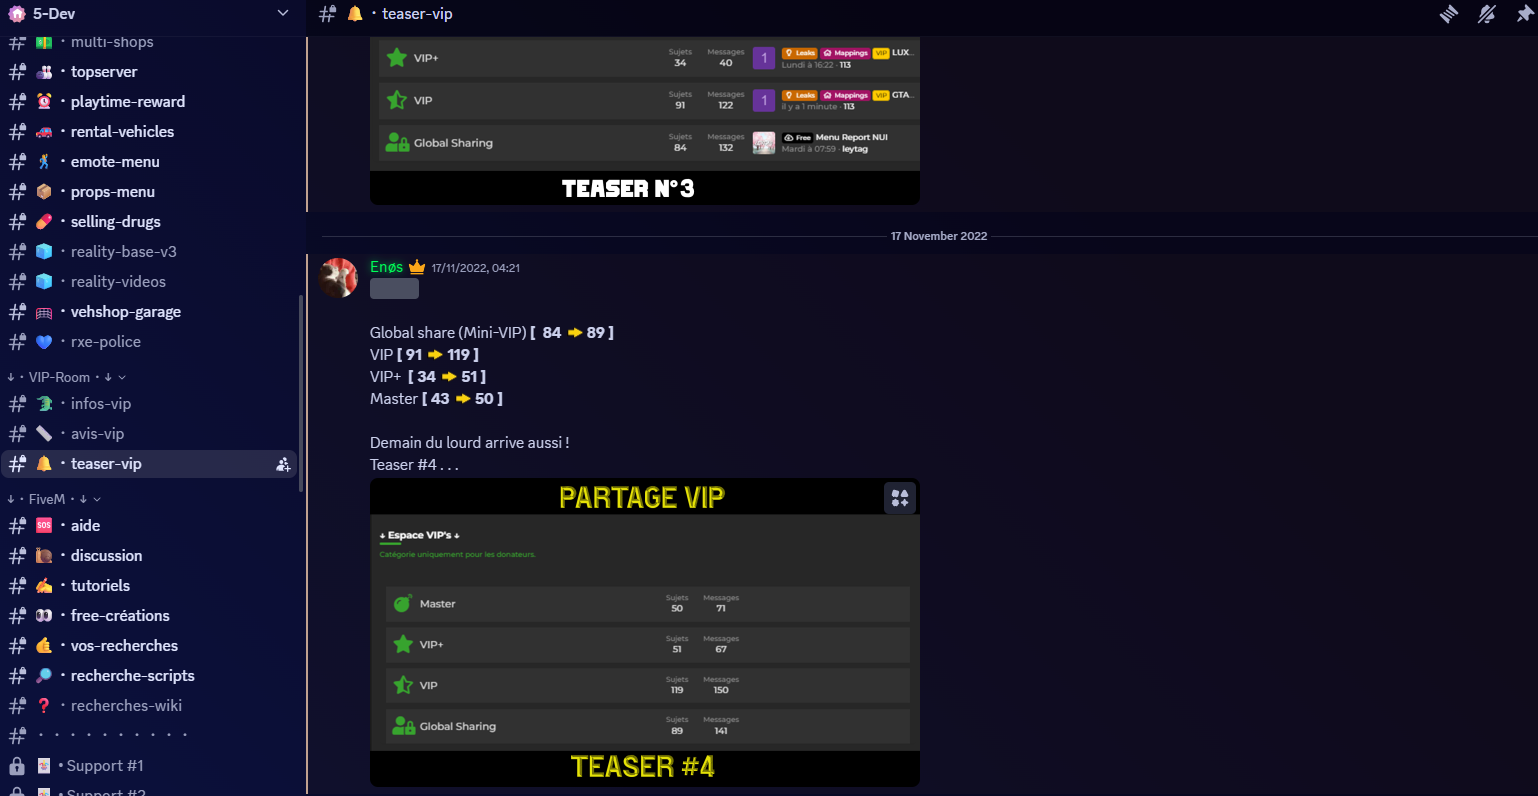 5-Dev
multi-shops
topserver
playtime-reward
rental-vehicles
emote-menu
props-menu
selling-drugs
reality-base-v3
reality-videos
vehshop-garage
rxe-police
↓ · VIP-Room · ↓
infos-vip
avis-vip
teaser-vip
↓ · FiveM · ↓
SOS · aide
discussion
tutoriels
free-créations
vos-recherches
recherche-scripts
recherches-wiki
Support #1
Support #2
· teaser-vip
VIP+ Sujets 34 Messages 40 1 Leaks Mappings VIP LUX...
Lundi à 16:22 · 113
VIP Sujets 91 Messages 122 1 Leaks Mappings VIP GTA...
il y a 1 minute · 113
Global Sharing Sujets 84 Messages 132 Free Menu Report NUI
Mardi à 07:59 · leytag
TEASER N°3
17 November 2022
Enøs 17/11/2022, 04:21
Global share (Mini-VIP) [ 84 ➡ 89 ]
VIP [ 91 ➡ 119 ]
VIP+ [ 34 ➡ 51 ]
Master [ 43 ➡ 50 ]
Demain du lourd arrive aussi !
Teaser #4 . . .
PARTAGE VIP
↓ Espace VIP's ↓
Catégorie uniquement pour les donateurs.
Master Sujets 50 Messages 71
VIP+ Sujets 51 Messages 67
VIP Sujets 119 Messages 150
Global Sharing Sujets 89 Messages 141
TEASER #4